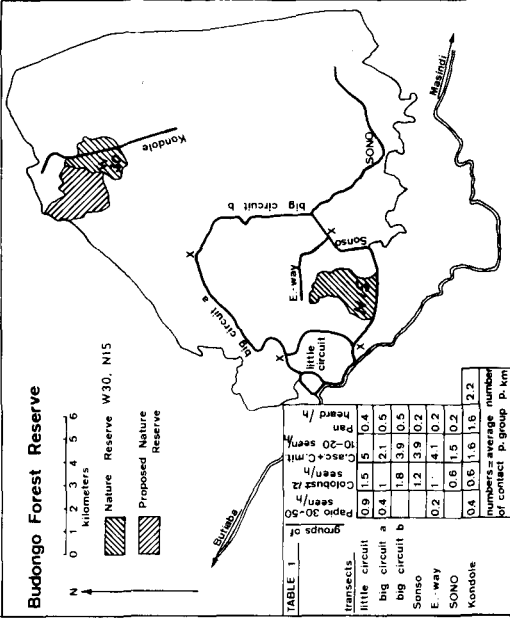 Budongo Forest Reserve
N
0 1 2 3 4 5 6
kilometers
Nature Reserve W30, N15
Proposed Nature
Reserve
Butiaba
Masindi
Kondole
big circuit a
big circuit b
little
circuit
E.-way
Sonso
SONO
X
X
X
X
TABLE 1
groups of
transects
Papio 30-50 seen/h
Colobus 12 seen/h
C.asc.+C.mit 10-20 seen/h
Pan heard /h
little circuit 0.9 1.5 5 0.4
big circuit a 0.4 1 2.1 0.5
big circuit b 1.8 3.9 0.5
Sonso 1.2 3.9 0.2
E.-way 0.2 1 4.1 0.2
SONO 0.6 1.5 0.2
Kondole 0.4 0.6 1.6 1.6 2.2
numbers = average number
of contact p. group p. km